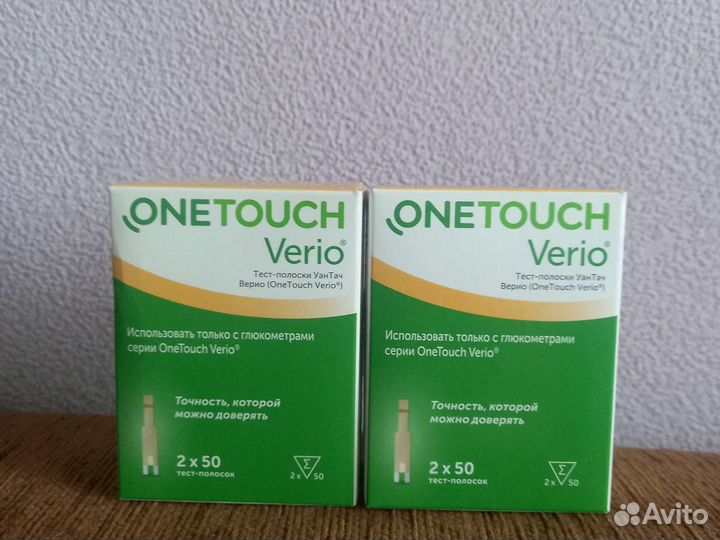 ONETOUCH
Verio®
Тест-полоски УанТач
Верио (OneTouch Verio®)
Использовать только с глюкометрами
серии OneTouch Verio®
Точность, которой
можно доверять
2 x 50
тест-полосок
2 x Σ 50
ONETOUCH
Verio®
Тест-полоски УанТач
Верио (OneTouch Verio®)
Использовать только с глюкометрами
серии OneTouch Verio®
Точность, которой
можно доверять
2 x 50
тест-полосок
2 x Σ 50
Avito